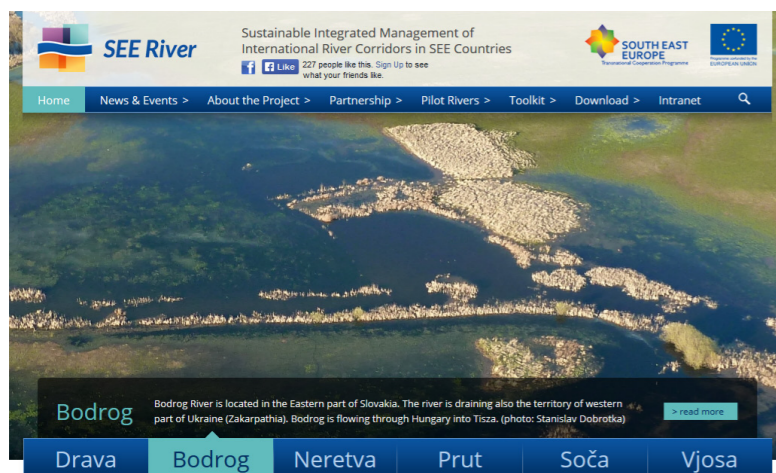 SEE River
Sustainable Integrated Management of
International River Corridors in SEE Countries
f Like 227 people like this. Sign Up to see
what your friends like.
SOUTH EAST
EUROPE
Transnational Cooperation Programme
EUROPEAN UNION
Home News & Events > About the Project > Partnership > Pilot Rivers > Toolkit > Download > Intranet
Bodrog
Bodrog River is located in the Eastern part of Slovakia. The river is draining also the territory of western
part of Ukraine (Zakarpathia). Bodrog is flowing through Hungary into Tisza. (photo: Stanislav Dobrotka)
> read more
Drava Bodrog Neretva Prut Soča Vjosa